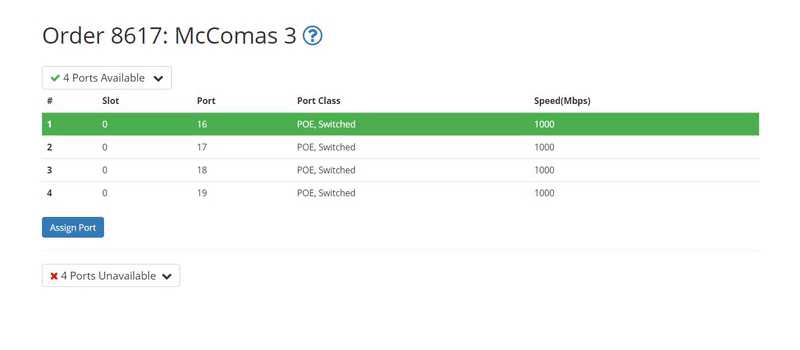 Order 8617: McComas 3 ?
4 Ports Available
# Slot Port Port Class Speed(Mbps)
1 0 16 POE, Switched 1000
2 0 17 POE, Switched 1000
3 0 18 POE, Switched 1000
4 0 19 POE, Switched 1000
Assign Port
4 Ports Unavailable